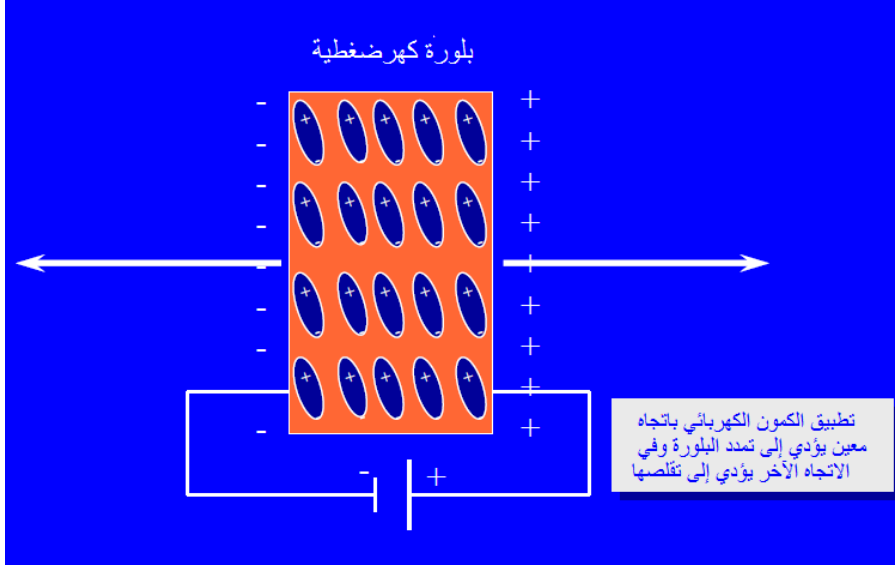 بلورة كهرضغطية
تطبيق الكمون الكهربائي باتجاه
معين يؤدي إلى تمدد البلورة وفي
الاتجاه الآخر يؤدي إلى تقلصها
- +